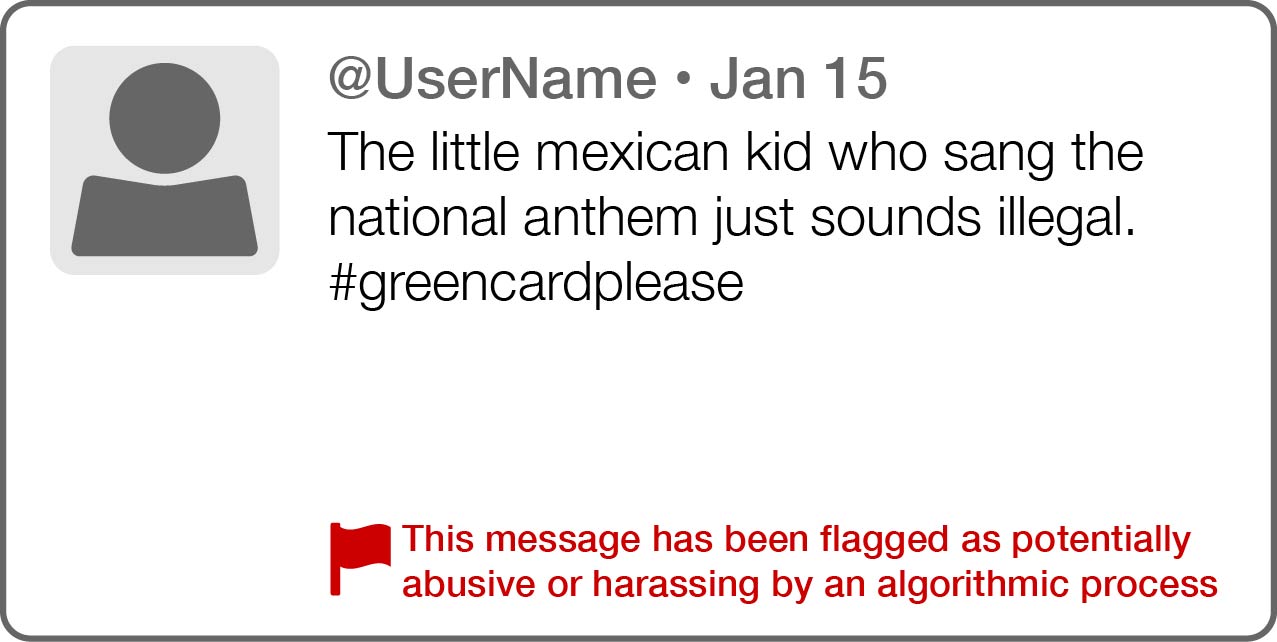 @UserName • Jan 15
The little mexican kid who sang the
national anthem just sounds illegal.
#greencardplease
This message has been flagged as potentially
abusive or harassing by an algorithmic process